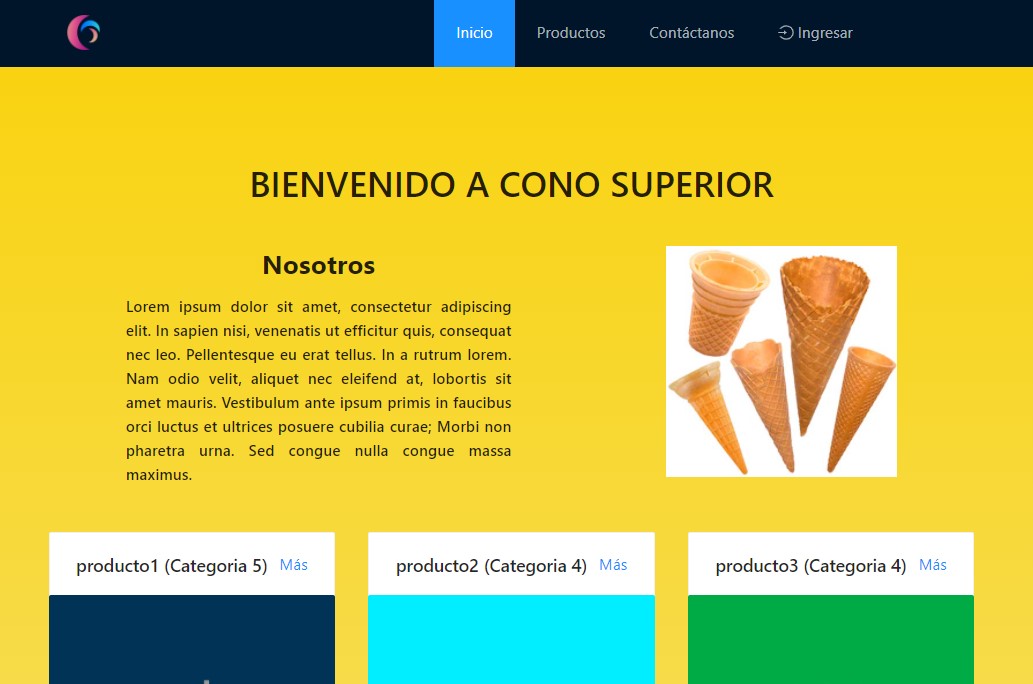 Inicio Productos Contáctanos Ingresar
BIENVENIDO A CONO SUPERIOR
Nosotros
Lorem ipsum dolor sit amet, consectetur adipiscing
elit. In sapien nisi, venenatis ut efficitur quis, consequat
nec leo. Pellentesque eu erat tellus. In a rutrum lorem.
Nam odio velit, aliquet nec eleifend at, lobortis sit
amet mauris. Vestibulum ante ipsum primis in faucibus
orci luctus et ultrices posuere cubilia curae; Morbi non
pharetra urna. Sed congue nulla congue massa
maximus.
producto1 (Categoria 5) Más
producto2 (Categoria 4) Más
producto3 (Categoria 4) Más